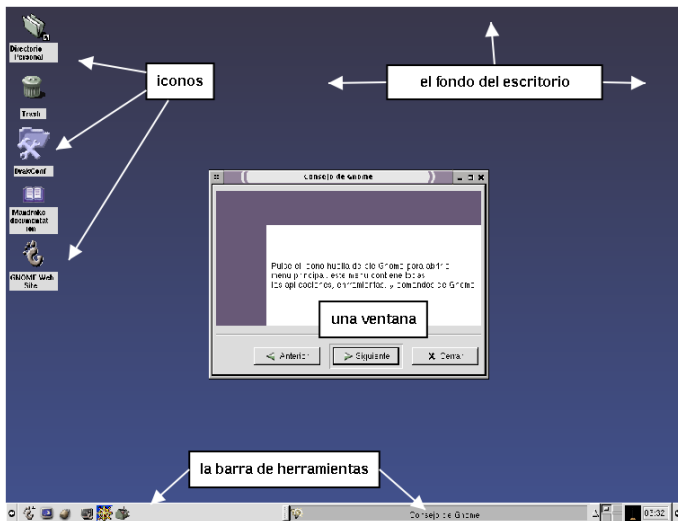 Directorio
Personal
iconos
el fondo del escritorio
Trash
DrakConf
Mandrake
documentat
ion
GNOME Web
Site
Consejo de Gnome
Pulse el icono huella de pie Gnome para abrir e
menu principal. este menu contiene todas
las aplicaciones, herramientas, y comandos de Gnome
una ventana
Anterior
Siguiente
Cerrar
la barra de herramientas
Consejo de Gnome